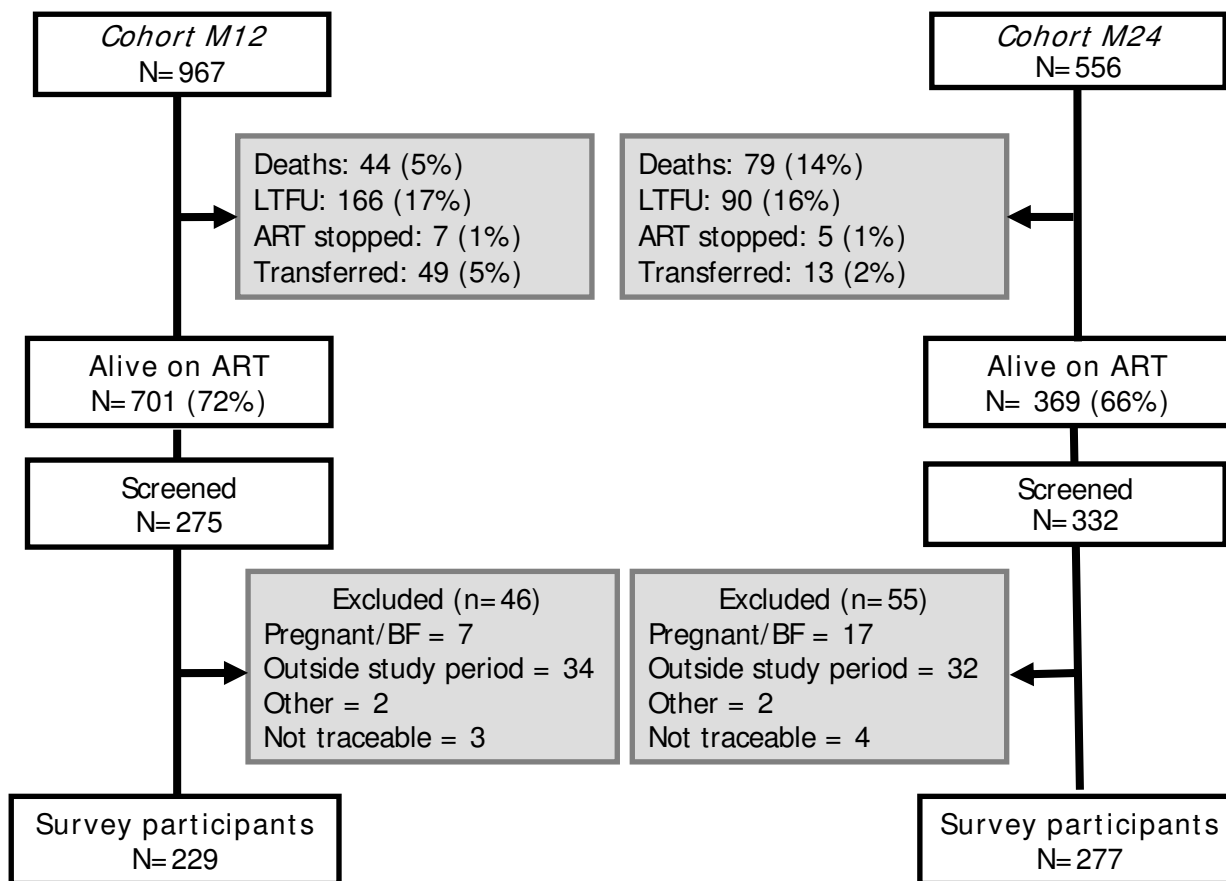 Cohort M12
N=967
Cohort M24
N=556
Deaths: 44 (5%)
LTFU: 166 (17%)
ART stopped: 7 (1%)
Transferred: 49 (5%)
Deaths: 79 (14%)
LTFU: 90 (16%)
ART stopped: 5 (1%)
Transferred: 13 (2%)
Alive on ART
N=701 (72%)
Alive on ART
N= 369 (66%)
Screened
N=275
Screened
N=332
Excluded (n=46)
Pregnant/BF = 7
Outside study period = 34
Other = 2
Not traceable = 3
Excluded (n=55)
Pregnant/BF = 17
Outside study period = 32
Other = 2
Not traceable = 4
Survey participants
N=229
Survey participants
N=277